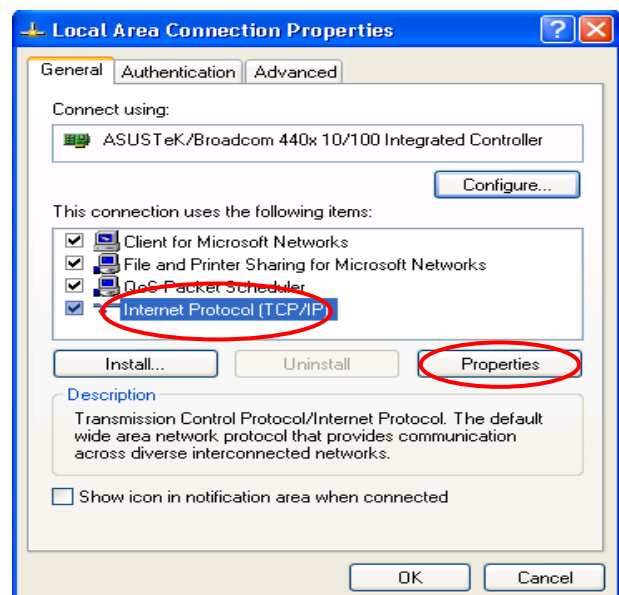 Local Area Connection Properties
General Authentication Advanced
Connect using:
ASUSTeK/Broadcom 440x 10/100 Integrated Controller
Configure...
This connection uses the following items:
Client for Microsoft Networks
File and Printer Sharing for Microsoft Networks
QoS Packet Scheduler
Internet Protocol (TCP/IP)
Install... Uninstall Properties
Description
Transmission Control Protocol/Internet Protocol. The default
wide area network protocol that provides communication
across diverse interconnected networks.
Show icon in notification area when connected
OK Cancel